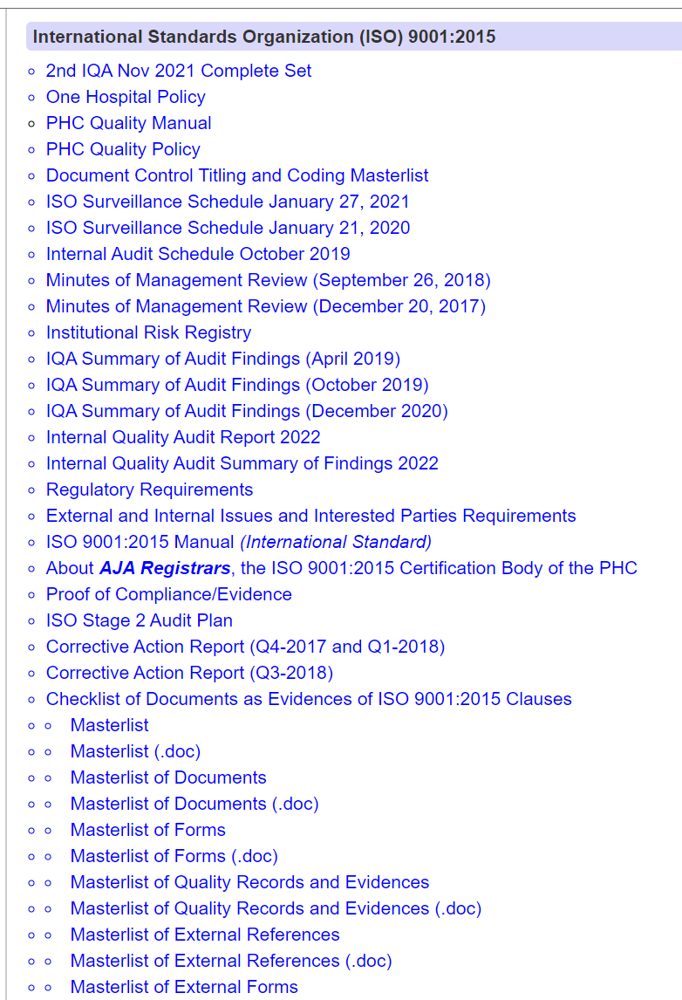 International Standards Organization (ISO) 9001:2015
2nd IQA Nov 2021 Complete Set
One Hospital Policy
PHC Quality Manual
PHC Quality Policy
Document Control Titling and Coding Masterlist
ISO Surveillance Schedule January 27, 2021
ISO Surveillance Schedule January 21, 2020
Internal Audit Schedule October 2019
Minutes of Management Review (September 26, 2018)
Minutes of Management Review (December 20, 2017)
Institutional Risk Registry
IQA Summary of Audit Findings (April 2019)
IQA Summary of Audit Findings (October 2019)
IQA Summary of Audit Findings (December 2020)
Internal Quality Audit Report 2022
Internal Quality Audit Summary of Findings 2022
Regulatory Requirements
External and Internal Issues and Interested Parties Requirements
ISO 9001:2015 Manual (International Standard)
About AJA Registrars, the ISO 9001:2015 Certification Body of the PHC
Proof of Compliance/Evidence
ISO Stage 2 Audit Plan
Corrective Action Report (Q4-2017 and Q1-2018)
Corrective Action Report (Q3-2018)
Checklist of Documents as Evidences of ISO 9001:2015 Clauses
Masterlist
Masterlist (.doc)
Masterlist of Documents
Masterlist of Documents (.doc)
Masterlist of Forms
Masterlist of Forms (.doc)
Masterlist of Quality Records and Evidences
Masterlist of Quality Records and Evidences (.doc)
Masterlist of External References
Masterlist of External References (.doc)
Masterlist of External Forms